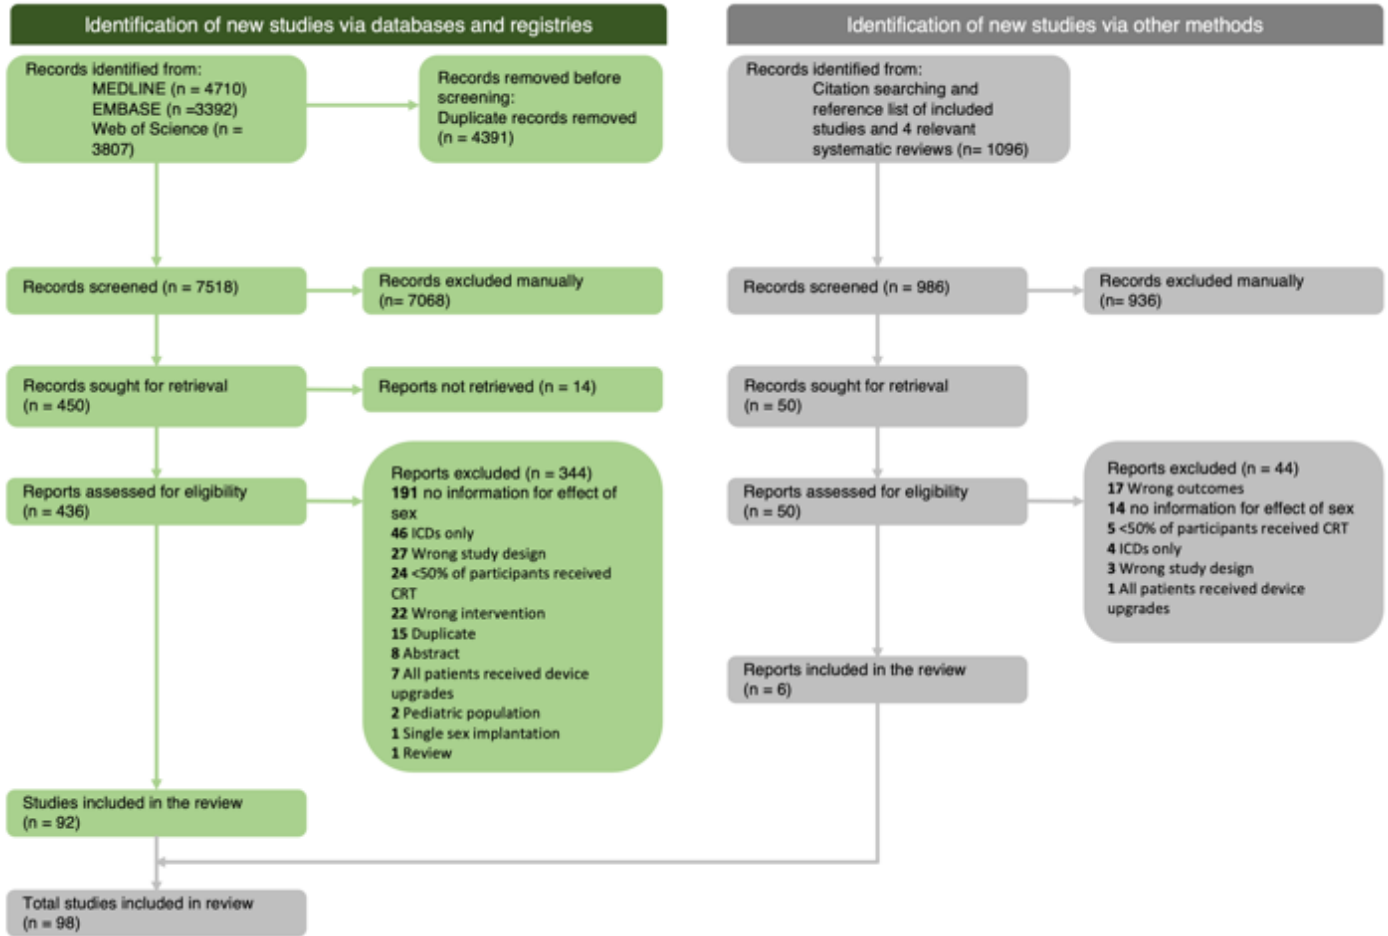 Identification of new studies via databases and registries
Identification of new studies via other methods
Records identified from:
MEDLINE (n = 4710)
EMBASE (n =3392)
Web of Science (n =
3807)
Records removed before
screening:
Duplicate records removed
(n = 4391)
Records identified from:
Citation searching and
reference list of included
studies and 4 relevant
systematic reviews (n= 1096)
Records screened (n = 7518)
Records excluded manually
(n= 7068)
Records screened (n = 986)
Records excluded manually
(n= 936)
Records sought for retrieval
(n = 450)
Reports not retrieved (n = 14)
Records sought for retrieval
(n = 50)
Reports assessed for eligibility
(n = 436)
Reports excluded (n = 344)
191 no information for effect of
sex
46 ICDs only
27 Wrong study design
24 <50% of participants received
CRT
22 Wrong intervention
15 Duplicate
8 Abstract
7 All patients received device
upgrades
2 Pediatric population
1 Single sex implantation
1 Review
Reports assessed for eligibility
(n = 50)
Reports excluded (n = 44)
17 Wrong outcomes
14 no information for effect of sex
5 <50% of participants received CRT
4 ICDs only
3 Wrong study design
1 All patients received device
upgrades
Reports included in the review
(n = 6)
Studies included in the review
(n = 92)
Total studies included in review
(n = 98)